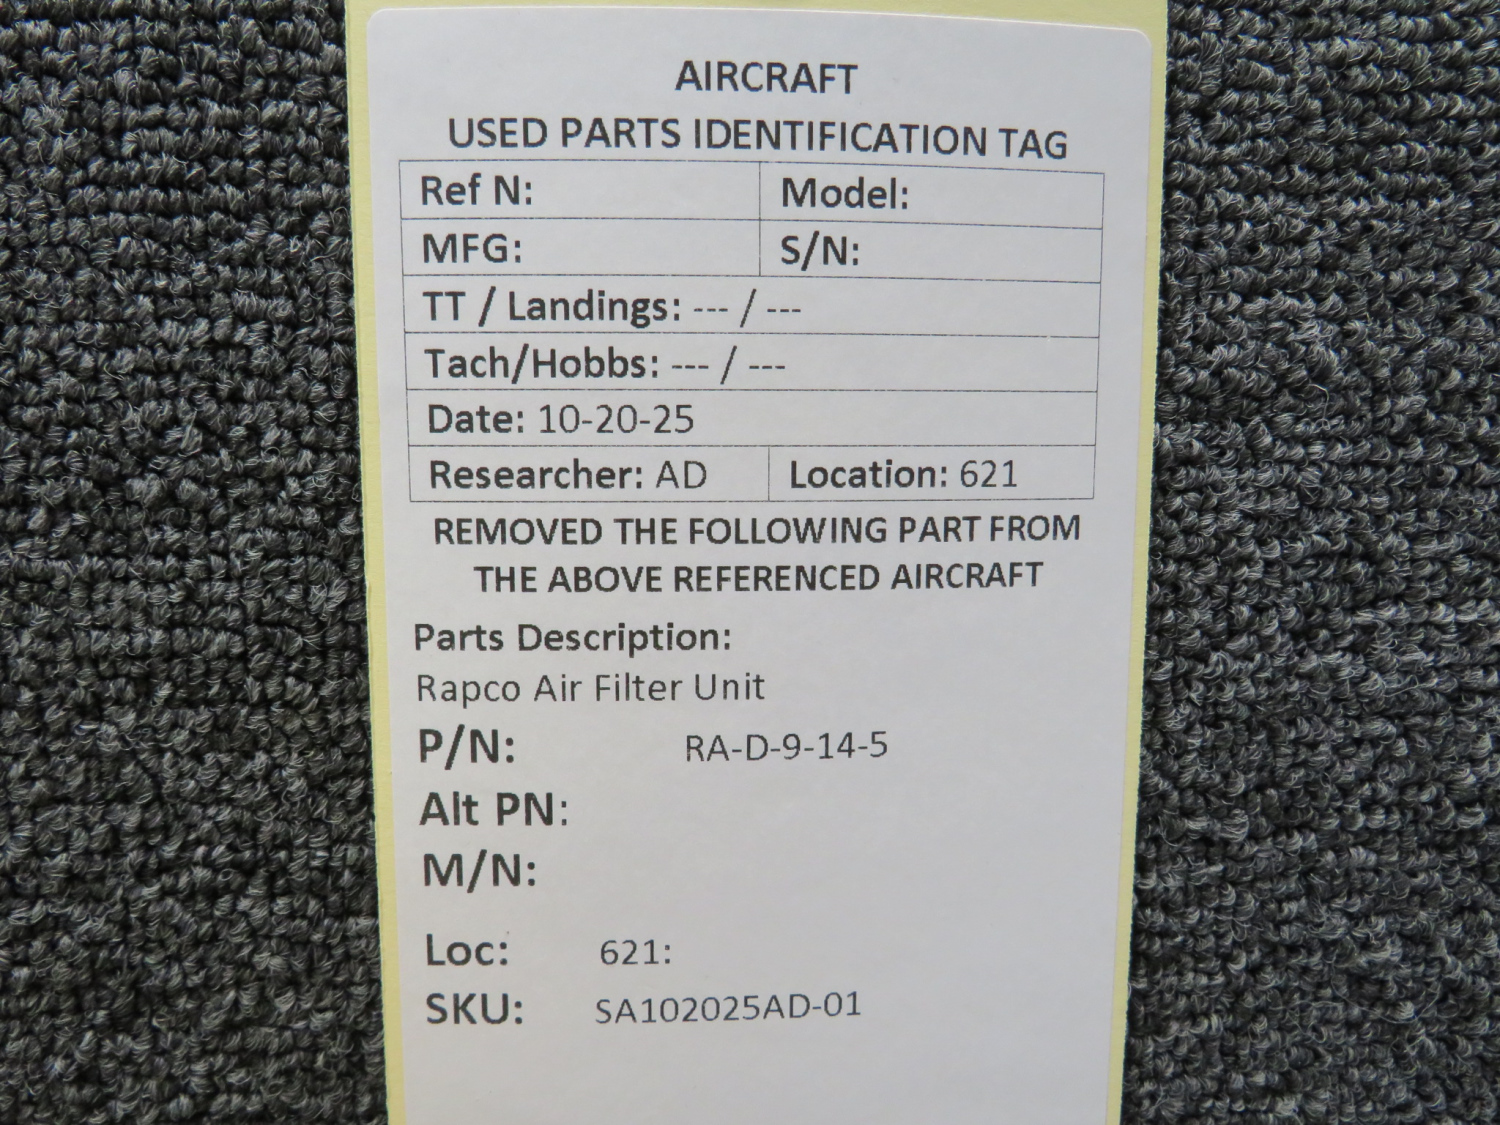 AIRCRAFT
USED PARTS IDENTIFICATION TAG
Ref N: Model:
MFG: S/N:
TT / Landings: --- / ---
Tach/Hobbs: --- / ---
Date: 10-20-25
Researcher: AD Location: 621
REMOVED THE FOLLOWING PART FROM
THE ABOVE REFERENCED AIRCRAFT
Parts Description:
Rapco Air Filter Unit
P/N: RA-D-9-14-5
Alt PN:
M/N:
Loc: 621:
SKU: SA102025AD-01